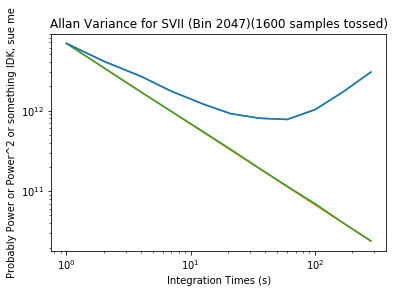 Allan Variance for SVII (Bin 2047)(1600 samples tossed)
Probably Power or Power^2 or something IDK, sue me
10^12
10^11
10^0
10^1
10^2
Integration Times (s)